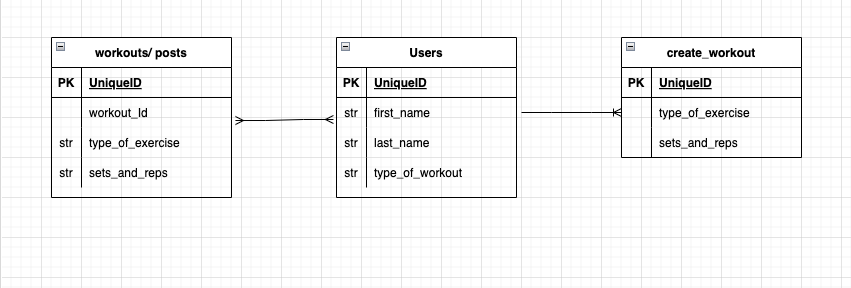 workouts/ posts
PK UniqueID
workout_Id
str type_of_exercise
str sets_and_reps
Users
PK UniqueID
str first_name
str last_name
str type_of_workout
create_workout
PK UniqueID
type_of_exercise
sets_and_reps